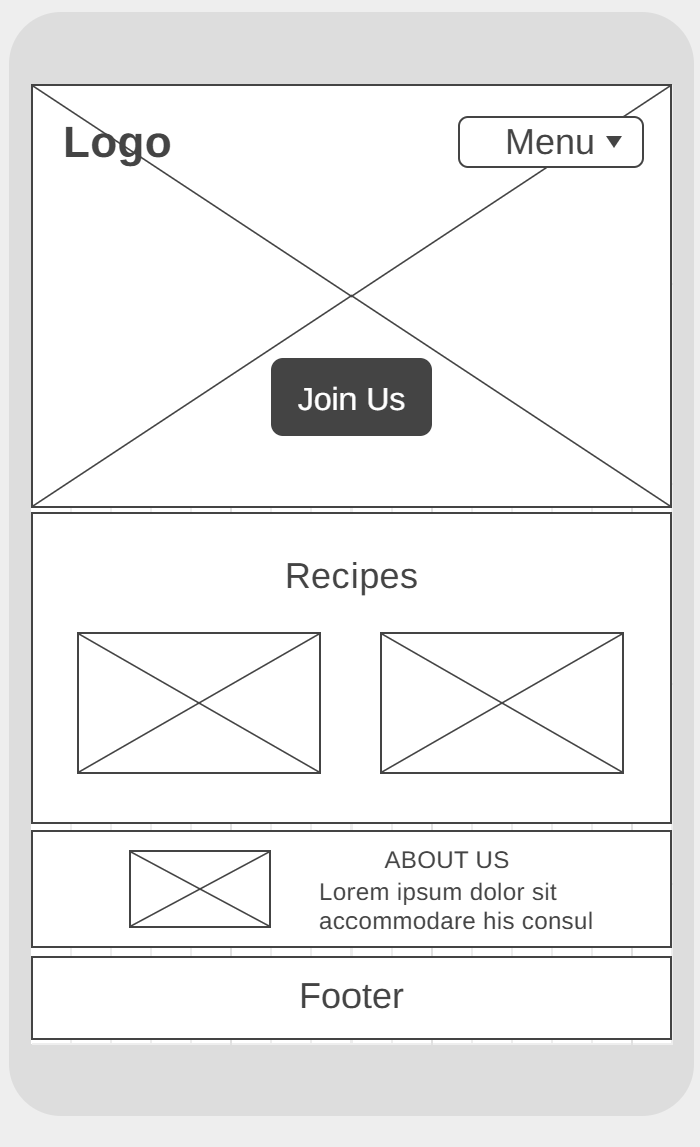 Logo
Menu
Join Us
Recipes
ABOUT US
Lorem ipsum dolor sit
accommodare his consul
Footer